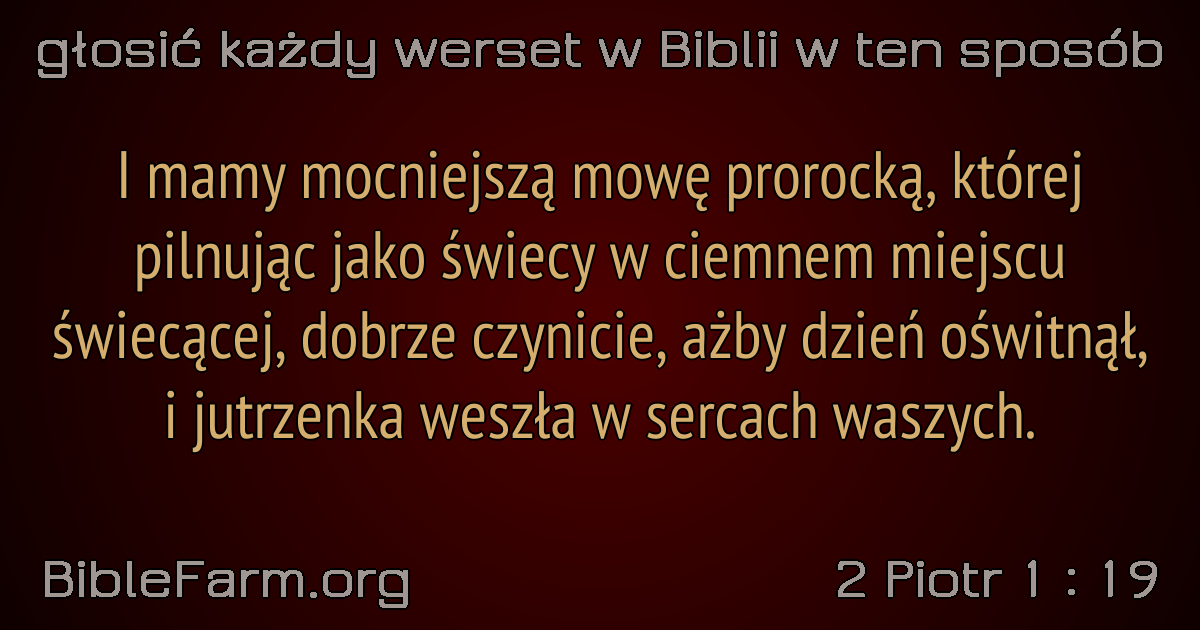 głosić każdy werset w Biblii w ten sposób
I mamy mocniejszą mowę prorocką, której
pilnując jako świecy w ciemnem miejscu
świecącej, dobrze czynicie, ażby dzień oświtnął,
i jutrzenka weszła w sercach waszych.
BibleFarm.org
2 Piotr 1 : 19